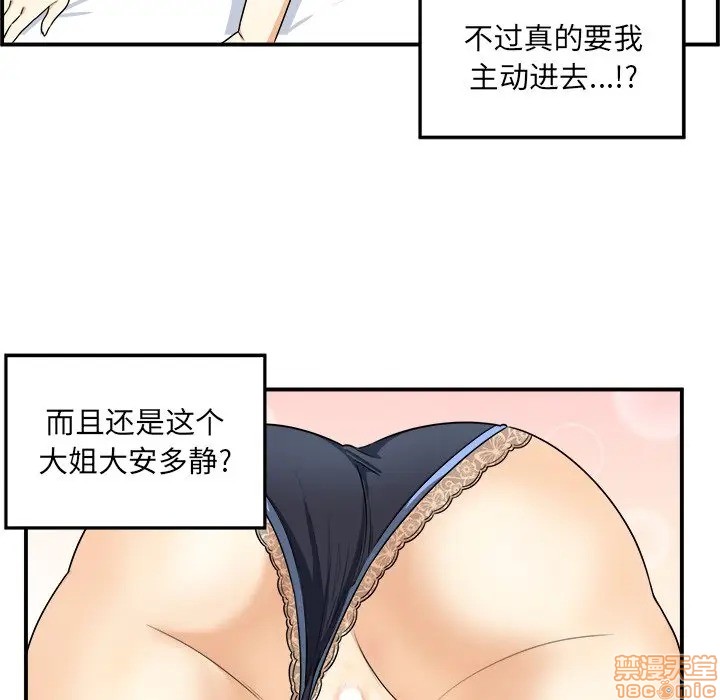 不过真的要我
主动进去...!?
而且还是这个
大姐大安多静?
禁漫天堂
18comic